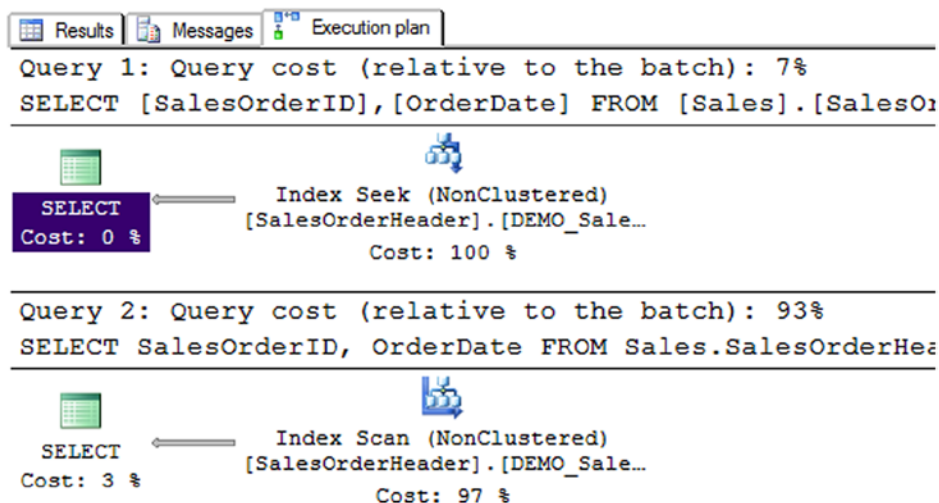 Results Messages Execution plan
Query 1: Query cost (relative to the batch): 7%
SELECT [SalesOrderID],[OrderDate] FROM [Sales].[SalesOr
Index Seek (NonClustered)
SELECT
[SalesOrderHeader].[DEMO_Sale…
Cost: 0 %
Cost: 100 %
Query 2: Query cost (relative to the batch): 93%
SELECT SalesOrderID, OrderDate FROM Sales.SalesOrderHea
Index Scan (NonClustered)
SELECT
[SalesOrderHeader].[DEMO_Sale…
Cost: 3 %
Cost: 97 %